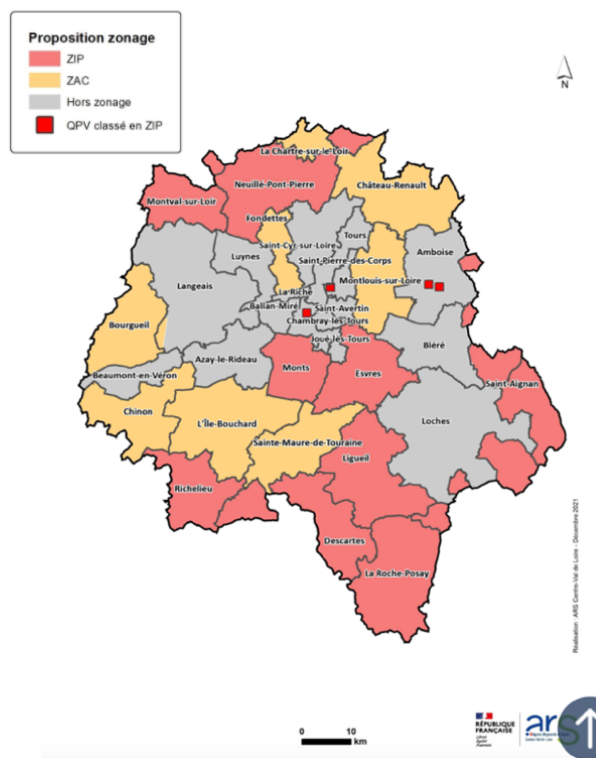 Proposition zonage
ZIP
ZAC
Hors zonage
QPV classé en ZIP
N
La Chartre-sur-le-Loir
Neuillé-Pont-Pierre
Château-Renault
Montval-sur-Loir
Fondettes
Tours
Saint-Cyr-sur-Loire
Amboise
Luynes
Saint-Pierre-des-Corps
Langeais
Montlouis-sur-Loire
La Riche
Ballan-Miré
Saint-Avertin
Bourgueil
Chambray-lès-Tours
Joué-lès-Tours
Bléré
Azay-le-Rideau
Beaumont-en-Véron
Monts
Esvres
Saint-Aignan
Chinon
L'Île-Bouchard
Loches
Sainte-Maure-de-Touraine
Ligueil
Richelieu
Descartes
La Roche-Posay
Réalisation : ARS Centre-Val de Loire - Décembre 2021
0 10
km
RÉPUBLIQUE
FRANÇAISE
Liberté
Égalité
Fraternité
ars